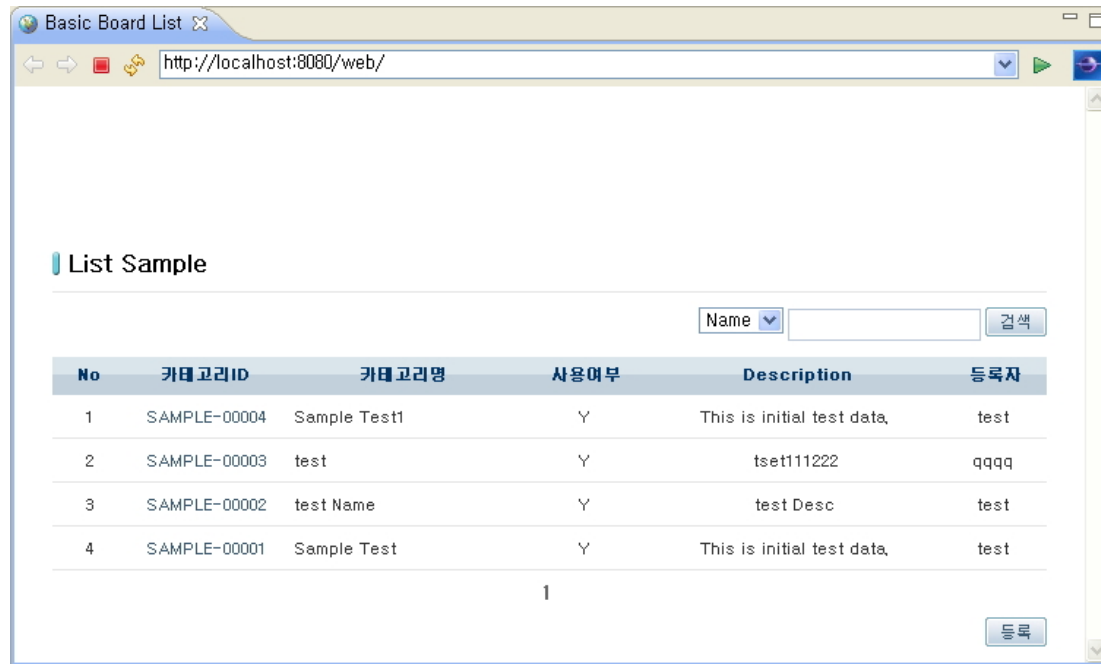 Basic Board List
http://localhost:8080/web/
List Sample
Name 검색
No 카테고리ID 카테고리명 사용여부 Description 등록자
1 SAMPLE-00004 Sample Test1 Y This is initial test data. test
2 SAMPLE-00003 test Y tset111222 qqqq
3 SAMPLE-00002 test Name Y test Desc test
4 SAMPLE-00001 Sample Test Y This is initial test data. test
1
등록